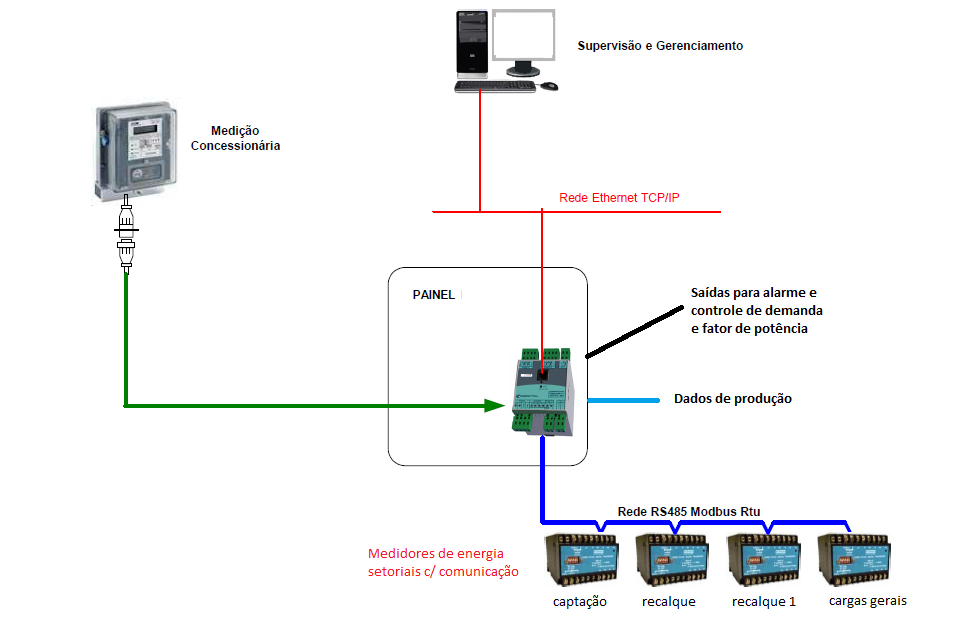 Supervisão e Gerenciamento
Medição
Concessionária
Rede Ethernet TCP/IP
PAINEL
Saídas para alarme e
controle de demanda
e fator de potência
Dados de produção
Rede RS485 Modbus Rtu
Medidores de energia
setoriais c/ comunicação
captação
recalque
recalque 1
cargas gerais